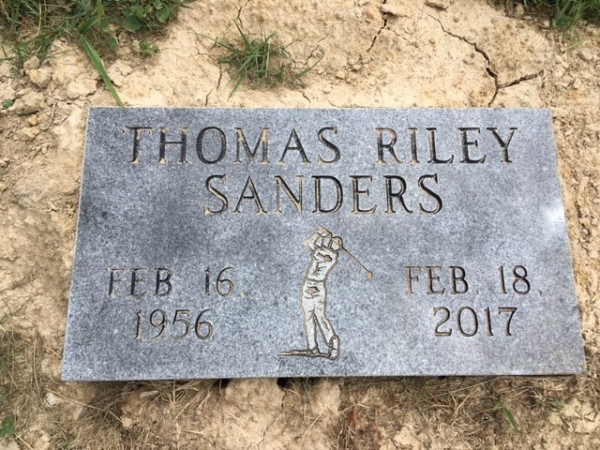 THOMAS RILEY
SANDERS
FEB 16, FEB. 18,
1956 2017